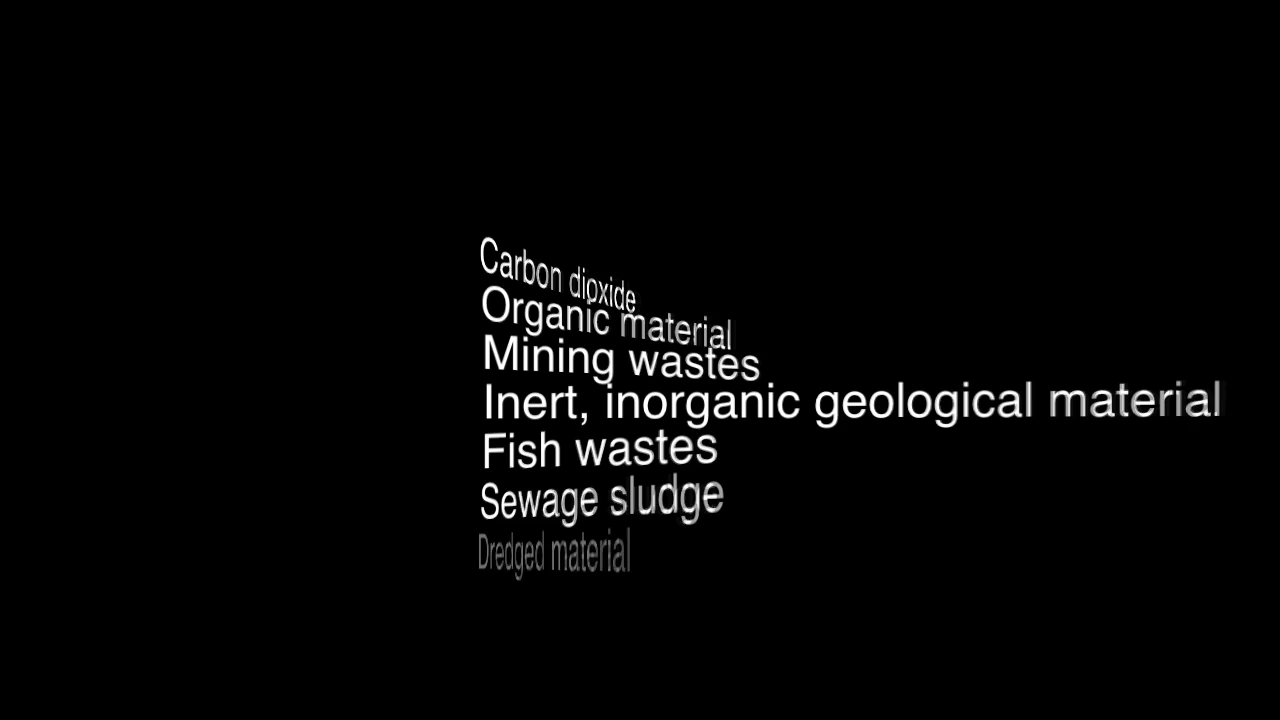 Carbon dioxide
Organic material
Mining wastes
Inert, inorganic geological material
Fish wastes
Sewage sludge
Dredged material